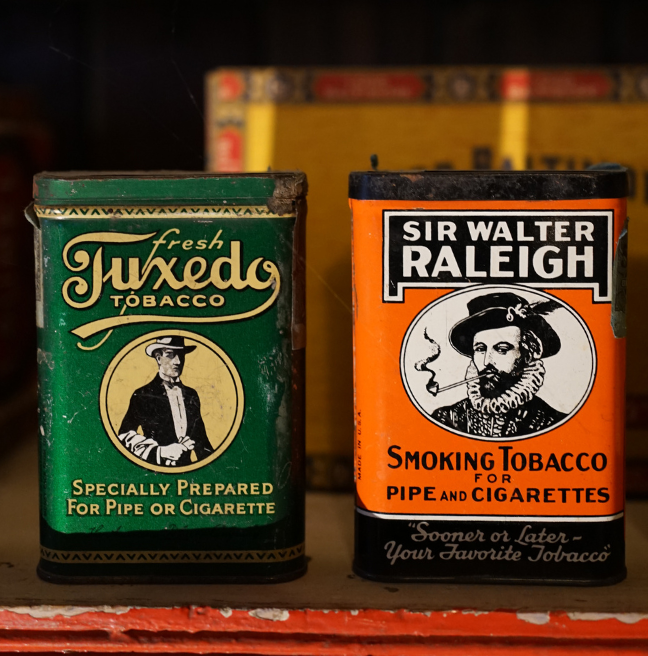 fresh
Tuxedo
TOBACCO
SPECIALLY PREPARED
FOR PIPE OR CIGARETTE
SIR WALTER
RALEIGH
SMOKING TOBACCO
FOR
PIPE AND CIGARETTES
"Sooner or Later-
Your Favorite Tobacco"
MADE IN U.S.A.